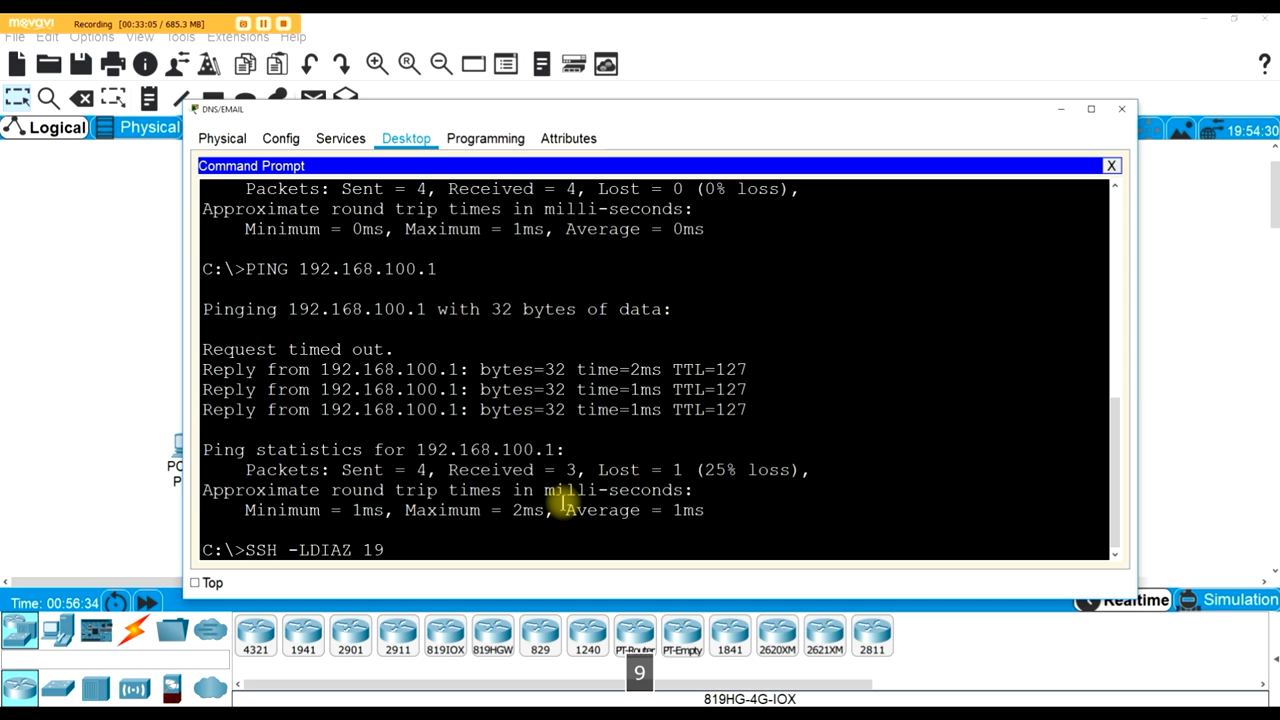 movavi
Recording [00:33:05 / 685.3 MB]
File Edit Options View Tools Extensions Help
Logical
Physical
19:54:30
DNS/EMAIL
Physical Config Services Desktop Programming Attributes
Command Prompt
X
Packets: Sent = 4, Received = 4, Lost = 0 (0% loss),
Approximate round trip times in milli-seconds:
Minimum = 0ms, Maximum = 1ms, Average = 0ms
C:\>PING 192.168.100.1
Pinging 192.168.100.1 with 32 bytes of data:
Request timed out.
Reply from 192.168.100.1: bytes=32 time=2ms TTL=127
Reply from 192.168.100.1: bytes=32 time=1ms TTL=127
Reply from 192.168.100.1: bytes=32 time=1ms TTL=127
Ping statistics for 192.168.100.1:
Packets: Sent = 4, Received = 3, Lost = 1 (25% loss),
Approximate round trip times in milli-seconds:
Minimum = 1ms, Maximum = 2ms, Average = 1ms
C:\>SSH -LDIAZ 19
Top
Time: 00:56:34
Realtime
Simulation
4321 1941 2901 2911 819IOX 819HGW 829 1240 PT-Router PT-Empty 1841 2620XM 2621XM 2811
9
819HG-4G-IOX